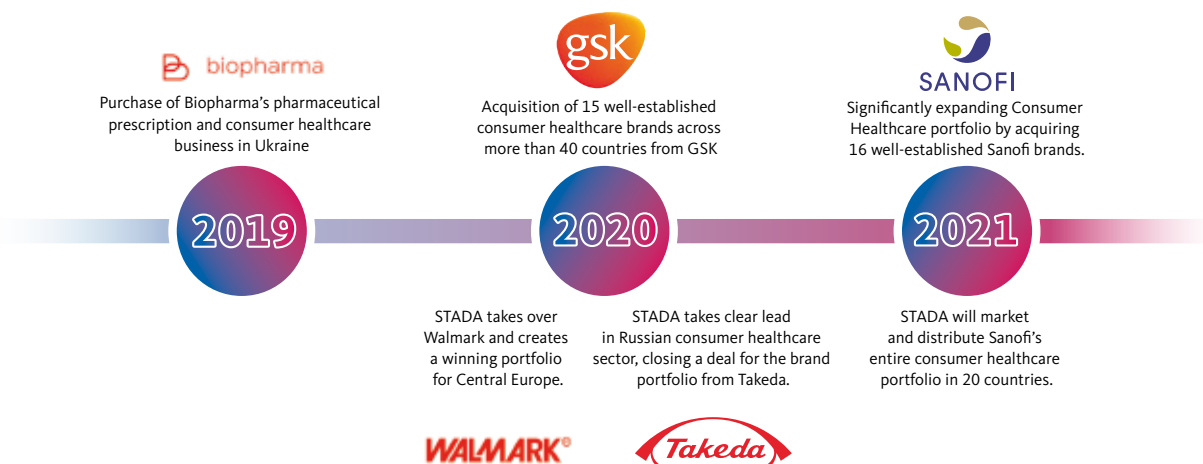 biopharma
Purchase of Biopharma's pharmaceutical
prescription and consumer healthcare
business in Ukraine
gsk
Acquisition of 15 well-established
consumer healthcare brands across
more than 40 countries from GSK
SANOFI
Significantly expanding Consumer
Healthcare portfolio by acquiring
16 well-established Sanofi brands.
2019
2020
2021
STADA takes over
Walmark and creates
a winning portfolio
for Central Europe.
STADA takes clear lead
in Russian consumer healthcare
sector, closing a deal for the brand
portfolio from Takeda.
STADA will market
and distribute Sanofi's
entire consumer healthcare
portfolio in 20 countries.
WALMARK®
Takeda